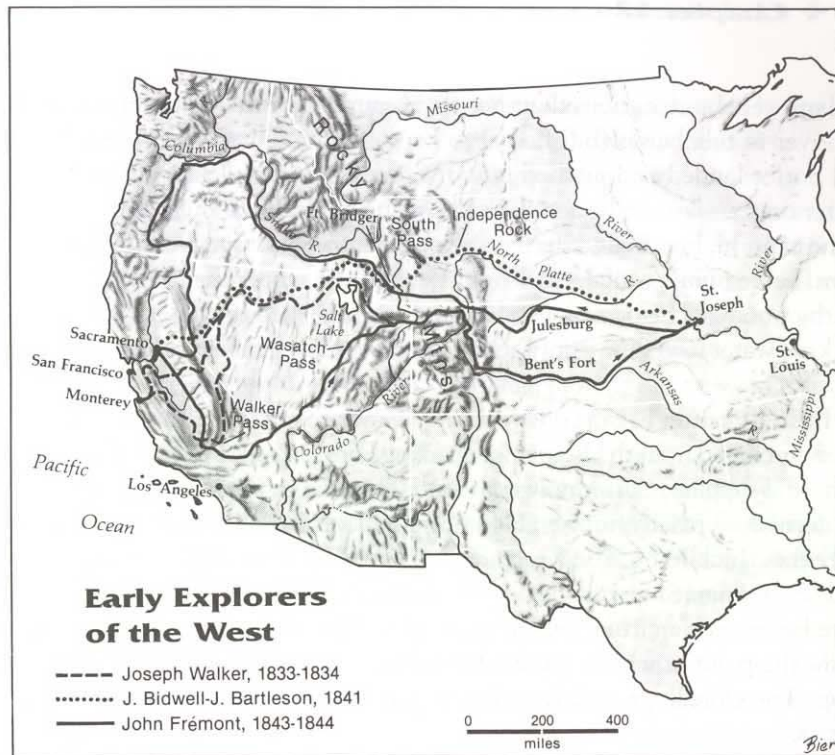 Missouri
ROCKY
Columbia
Ft. Bridger
South
Pass
Independence
Rock
Snake R.
North
Platte
River
River
St.
Joseph
Sacramento
Salt
Lake
Julesburg
Wasatch
Pass
MTS
San Francisco
Bent's Fort
St.
Louis
Monterey
Walker
Pass
River
Arkansas
R.
Mississippi
Colorado
Pacific
Los Angeles
Ocean
Early Explorers
of the West
Joseph Walker, 1833-1834
J. Bidwell-J. Bartleson, 1841
John Frémont, 1843-1844
0 200 400
miles